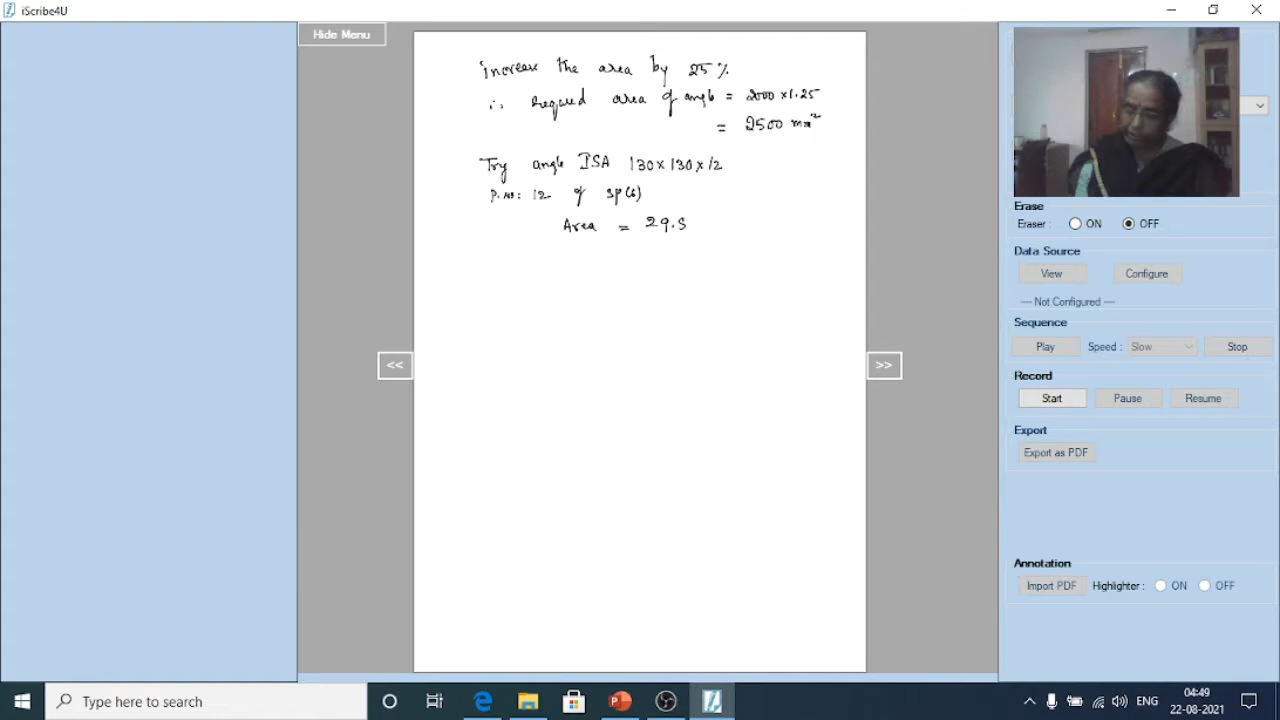 iScribe4U
Hide Menu
increase the area by 25 %
∴ Requred area of angle = 2000 × 1.25
= 2500 mm²
Try angle ISA 130 × 130 × 12
P. no : 12 of SP(6)
Area = 29.8
<<
>>
Erase
Eraser : ON OFF
Data Source
View Configure
--- Not Configured ---
Sequence
Play Speed : Slow Stop
Record
Start Pause Resume
Export
Export as PDF
Annotation
Import PDF Highlighter : ON OFF
Type here to search
ENG
04:49
22-08-2021